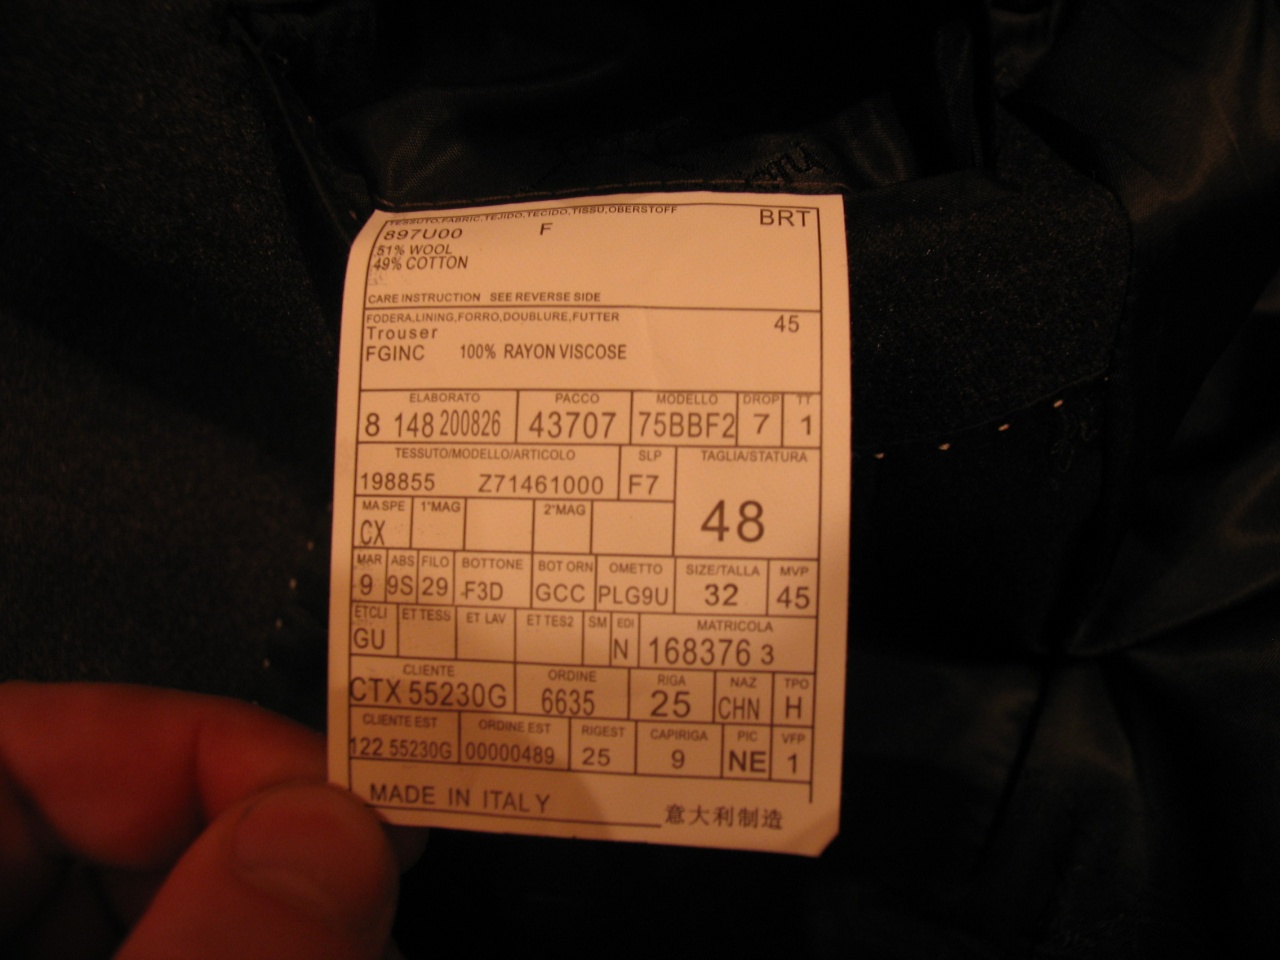 TESSUTO,FABRIC,TEJIDO,TECIDO,TISSU,OBERSTOFF
BRT
897U00 F
51% WOOL
49% COTTON
CARE INSTRUCTION SEE REVERSE SIDE
FODERA,LINING,FORRO,DOUBLURE,FUTTER
45
Trouser
FGINC 100% RAYON VISCOSE
ELABORATO PACCO MODELLO DROP TT
8 148 200826 43707 75BBF2 7 1
TESSUTO/MODELLO/ARTICOLO SLP TAGLIA/STATURA
198855 Z71461000 F7 48
MA SPE 1°MAG 2°MAG
CX
MAR ABS FILO BOTTONE BOT ORN OMETTO SIZE/TALLA MVP
9 9S 29 F3D GCC PLG9U 32 45
ETCLI ET TESS ET LAV ET TES2 SM EDI MATRICOLA
GU N 168376 3
CLIENTE ORDINE RIGA NAZ TPO
CTX 55230G 6635 25 CHN H
CLIENTE EST ORDINE EST RIGEST CAPIRIGA PIC VFP
122 55230G 00000489 25 9 NE 1
MADE IN ITALY
意大利制造